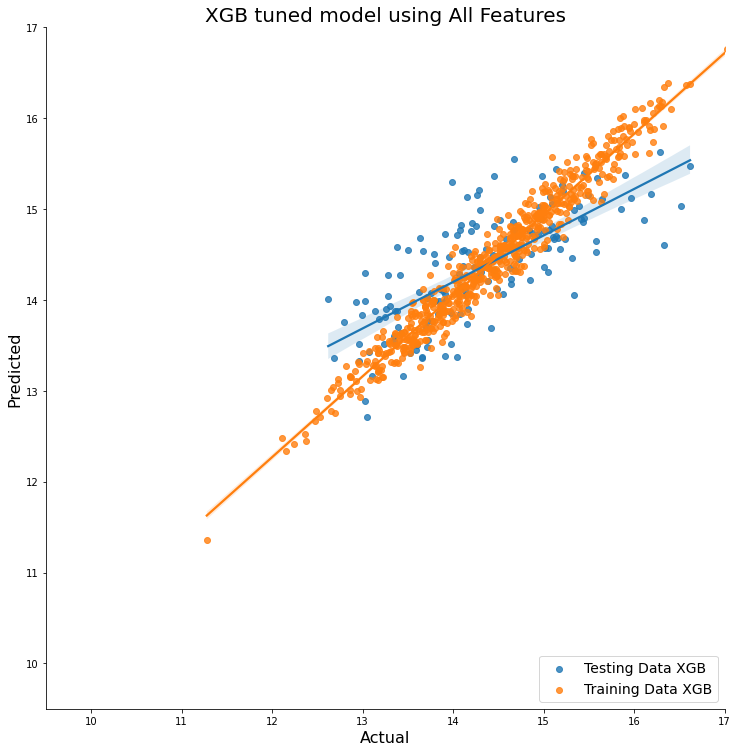 XGB tuned model using All Features
17
16
15
14
13
12
11
10
Predicted
Testing Data XGB
Training Data XGB
10 11 12 13 14 15 16 17
Actual